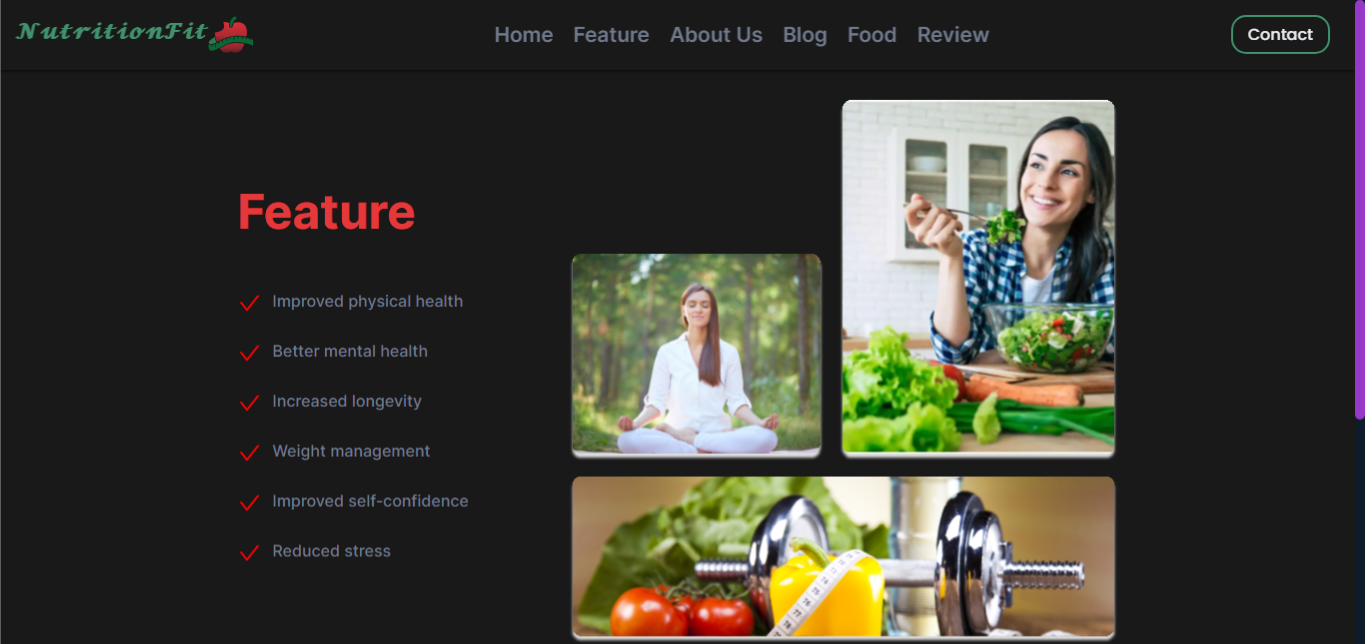 NutritionFit
Home Feature About Us Blog Food Review
Contact
Feature
Improved physical health
Better mental health
Increased longevity
Weight management
Improved self-confidence
Reduced stress